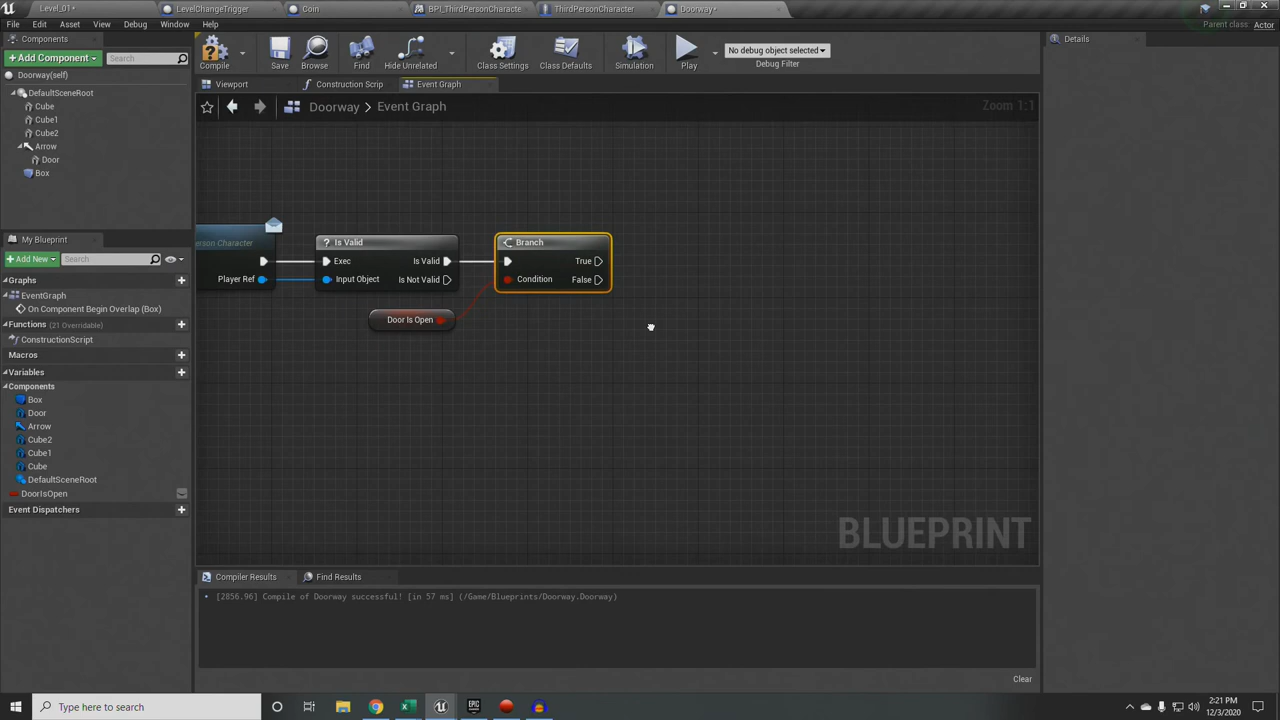 Level_01*
LevelChangeTrigger
Coin
BPI_ThirdPersonCharacte
ThirdPersonCharacter
Doorway*
File Edit Asset View Debug Window Help
Parent class: Actor
Components
+ Add Component
Search
Doorway(self)
DefaultSceneRoot
Cube
Cube1
Cube2
Arrow
Door
Box
Compile
Save
Browse
Find
Hide Unrelated
Class Settings
Class Defaults
Simulation
Play
No debug object selected
Debug Filter
Details
Viewport
Construction Scrip
Event Graph
Doorway > Event Graph
Zoom 1:1
erson Character
Player Ref
? Is Valid
Exec
Is Valid
Input Object
Is Not Valid
Branch
True
Condition
False
Door Is Open
BLUEPRINT
My Blueprint
+ Add New
Search
Graphs
EventGraph
On Component Begin Overlap (Box)
Functions (21 Overridable)
ConstructionScript
Macros
Variables
Components
Box
Door
Arrow
Cube2
Cube1
Cube
DefaultSceneRoot
DoorIsOpen
Event Dispatchers
Compiler Results
Find Results
[2856.96] Compile of Doorway successful! [in 57 ms] (/Game/Blueprints/Doorway.Doorway)
Clear
Type here to search
EPIC
2:21 PM
12/3/2020